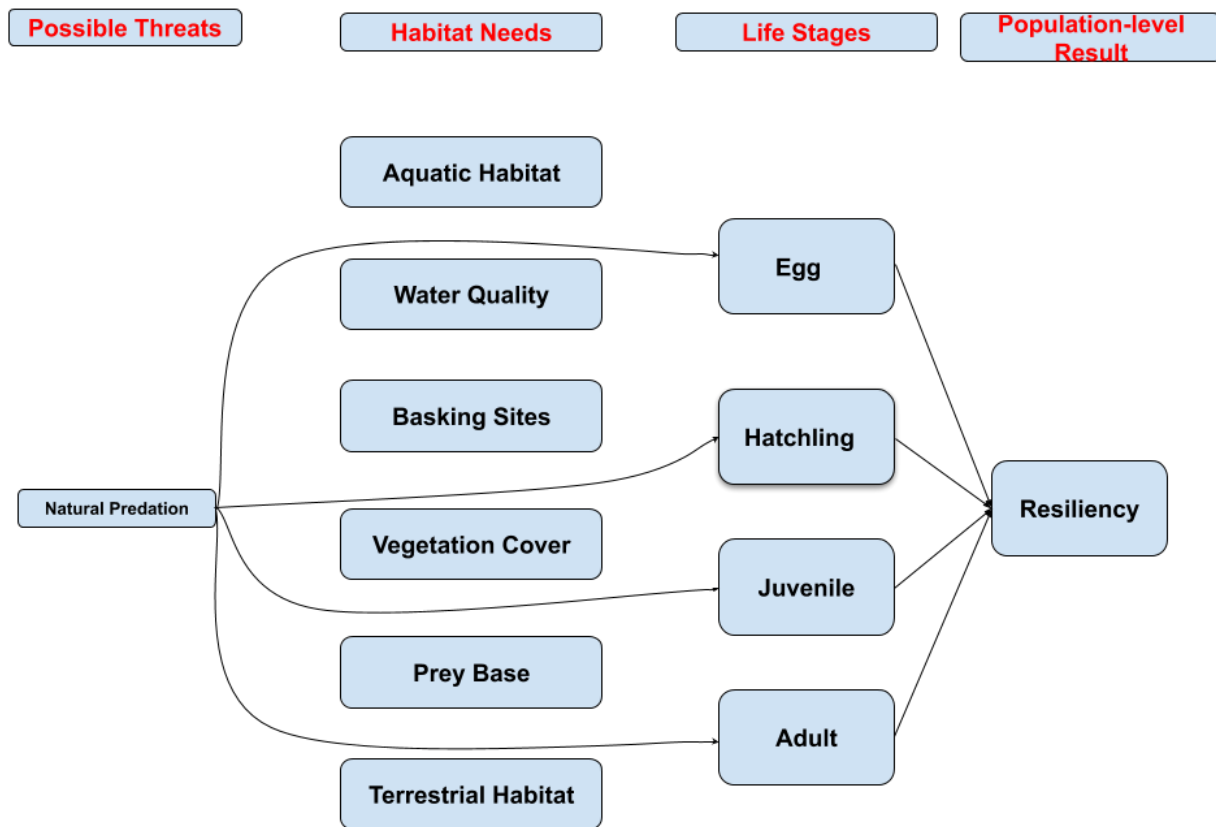 Possible Threats
Habitat Needs
Life Stages
Population-level
Result
Aquatic Habitat
Egg
Water Quality
Basking Sites
Hatchling
Natural Predation
Resiliency
Vegetation Cover
Juvenile
Prey Base
Adult
Terrestrial Habitat